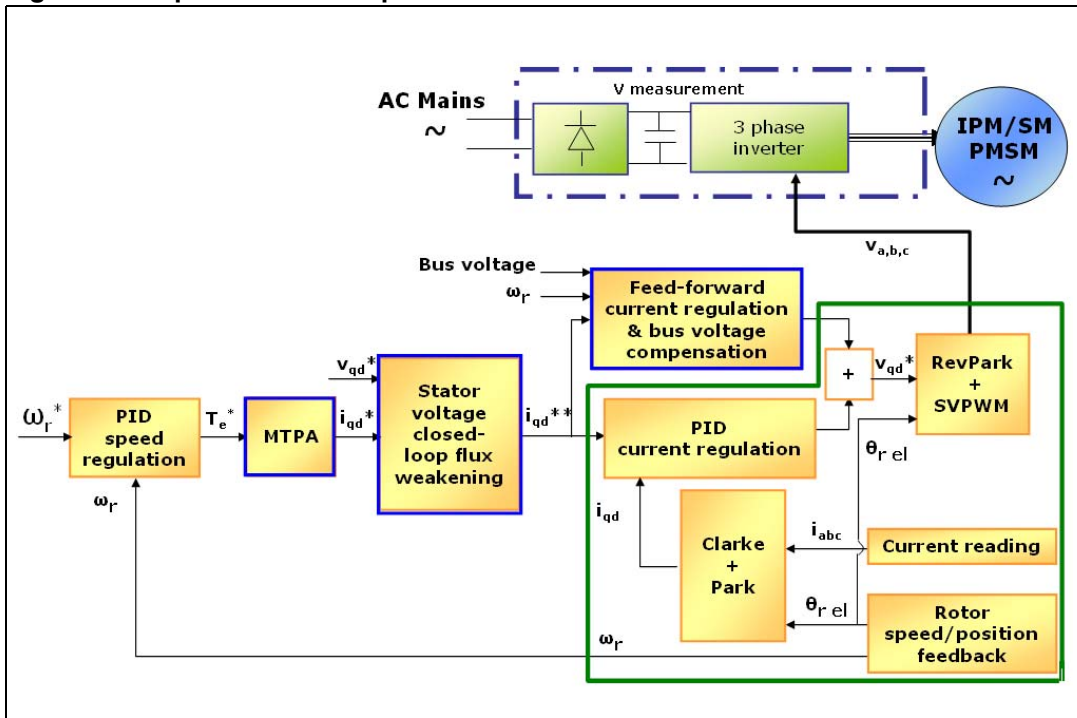 V measurement
AC Mains
~
3 phase
inverter
IPM/SM
PMSM
~
v a,b,c
Bus voltage
ωr
Feed-forward
current regulation
& bus voltage
compensation
vqd*
Stator
voltage
closed-
loop flux
weakening
iqd**
+
vqd*
RevPark
+
SVPWM
ωr*
PID
speed
regulation
Te*
MTPA
iqd*
PID
current regulation
θr el
ωr
iqd
Clarke
+
Park
iabc
Current reading
θr el
Rotor
speed/position
feedback
ωr